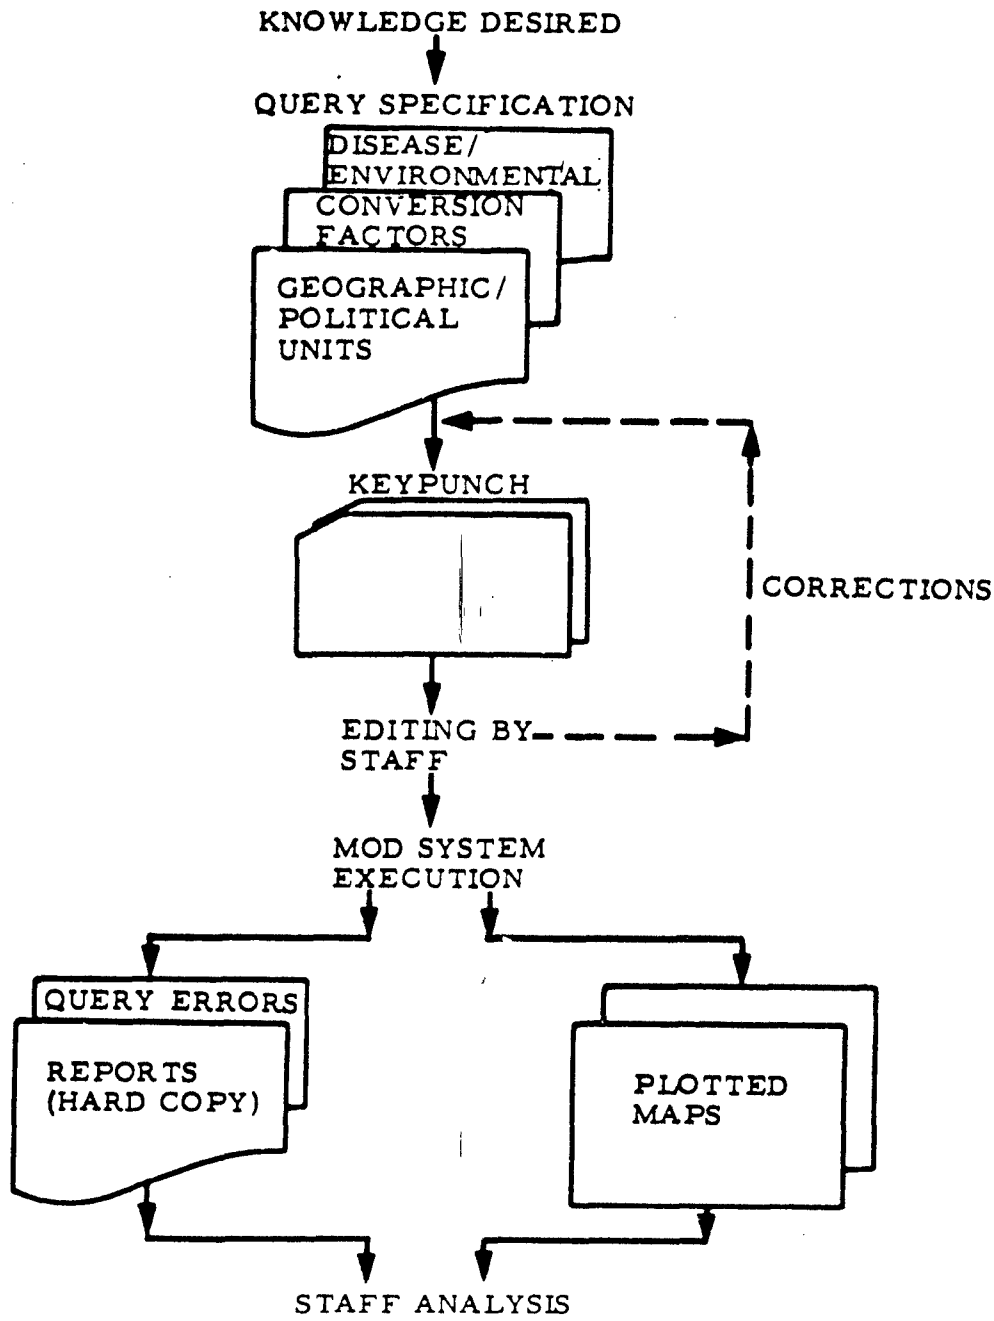 KNOWLEDGE DESIRED
QUERY SPECIFICATION
DISEASE/
ENVIRONMENTAL
CONVERSION
FACTORS
GEOGRAPHIC/
POLITICAL
UNITS
KEYPUNCH
CORRECTIONS
EDITING BY
STAFF
MOD SYSTEM
EXECUTION
QUERY ERRORS
REPORTS
(HARD COPY)
PLOTTED
MAPS
STAFF ANALYSIS